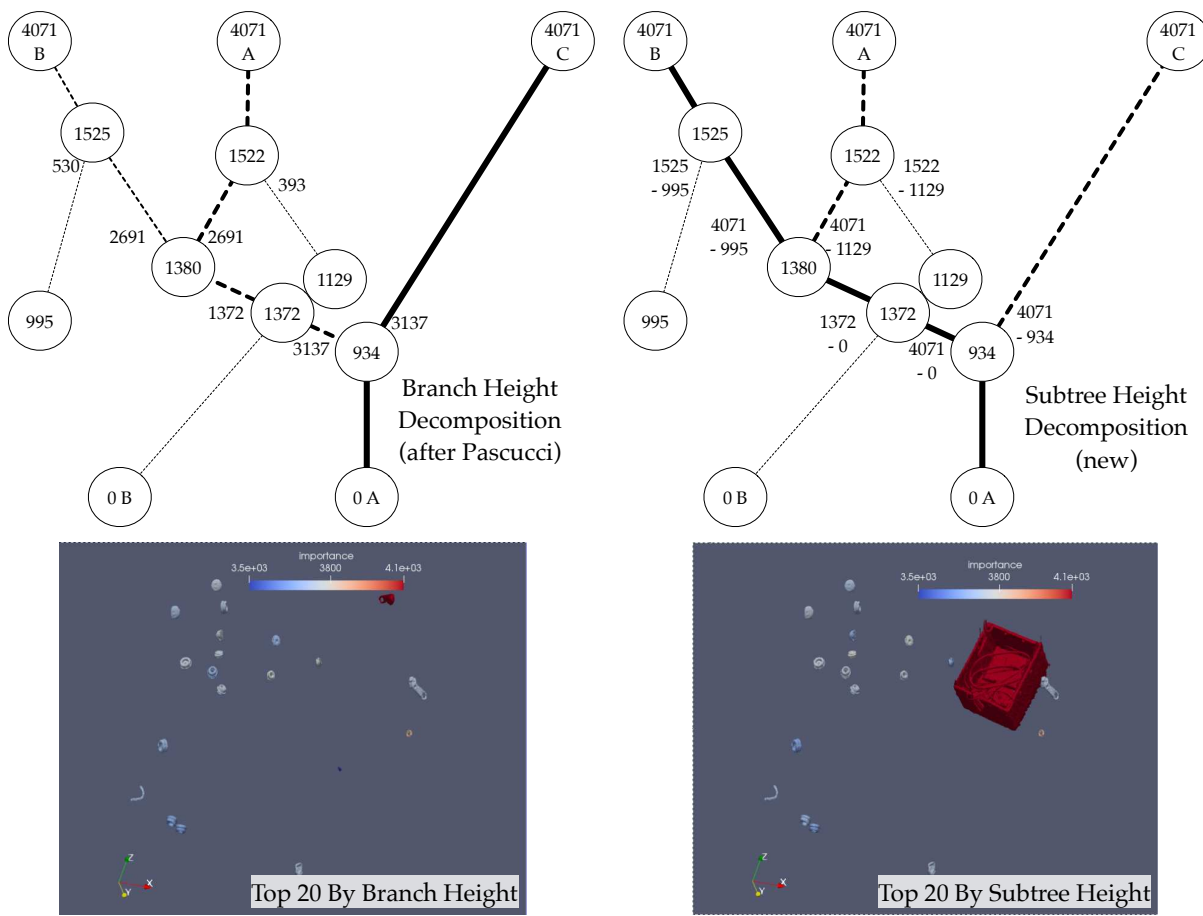 4071
B
4071
A
4071
C
1525
530
1522
393
2691
2691
1380
1129
995
1372
1372
3137
3137
934
Branch Height
Decomposition
(after Pascucci)
0 B
0 A
4071
B
4071
A
4071
C
1525
1525
- 995
1522
1522
- 1129
4071
- 995
4071
- 1129
1380
1129
995
1372
1372
- 0
4071
- 0
4071
- 934
934
Subtree Height
Decomposition
(new)
0 B
0 A
importance
3.5e+03
3800
4.1e+03
Z
X
Y
Top 20 By Branch Height
importance
3.5e+03
3800
4.1e+03
Z
X
Y
Top 20 By Subtree Height